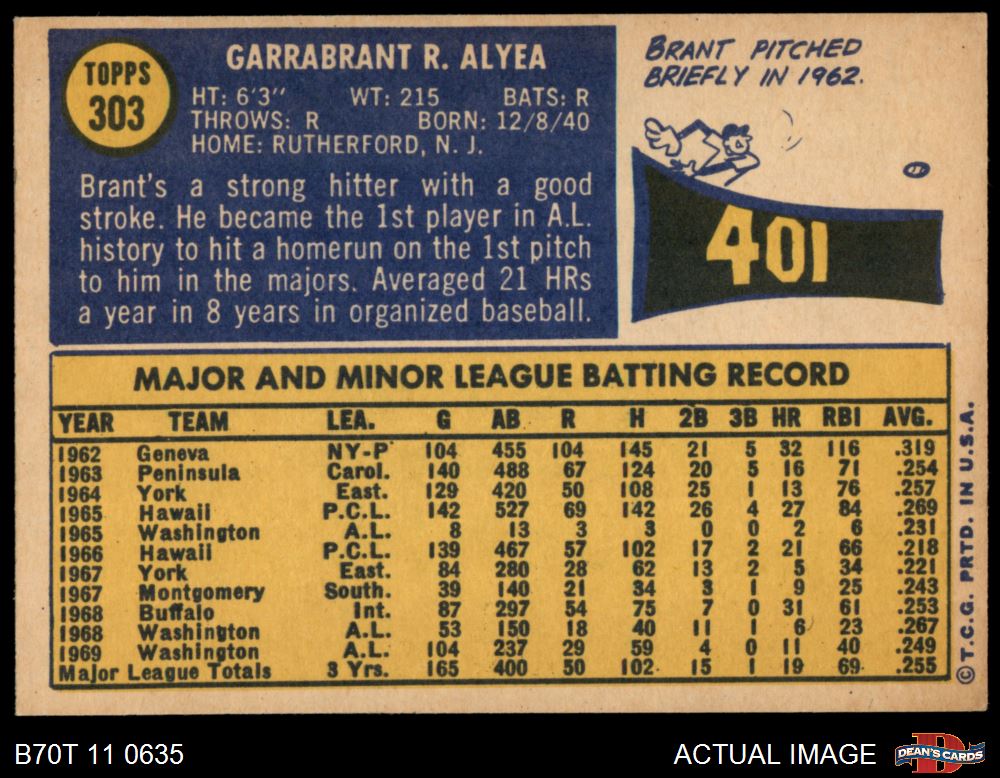 TOPPS
303
GARRABRANT R. ALYEA
HT: 6'3" WT: 215 BATS: R
THROWS: R BORN: 12/8/40
HOME: RUTHERFORD, N. J.
Brant's a strong hitter with a good
stroke. He became the 1st player in A.L.
history to hit a homerun on the 1st pitch
to him in the majors. Averaged 21 HRs
a year in 8 years in organized baseball.
BRANT PITCHED
BRIEFLY IN 1962.
401
MAJOR AND MINOR LEAGUE BATTING RECORD
YEAR TEAM LEA. G AB R H 2B 3B HR RBI AVG.
1962 Geneva NY-P 104 455 104 145 21 5 32 116 .319
1963 Peninsula Carol. 140 488 67 124 20 5 16 71 .254
1964 York East. 129 420 50 108 25 1 13 76 .257
1965 Hawaii P.C.L. 142 527 69 142 26 4 27 84 .269
1965 Washington A.L. 8 13 3 3 0 0 2 6 .231
1966 Hawaii P.C.L. 139 467 57 102 17 2 21 66 .218
1967 York East. 84 280 28 62 13 2 5 34 .221
1967 Montgomery South. 39 140 21 34 3 1 9 25 .243
1968 Buffalo Int. 87 297 54 75 7 0 31 61 .253
1968 Washington A.L. 53 150 18 40 11 1 6 23 .267
1969 Washington A.L. 104 237 29 59 4 0 11 40 .249
Major League Totals 3 Yrs. 165 400 50 102 15 1 19 69 .255
© T.C.G. PRTD. IN U.S.A.
B70T 11 0635
ACTUAL IMAGE
DEAN'S CARDS